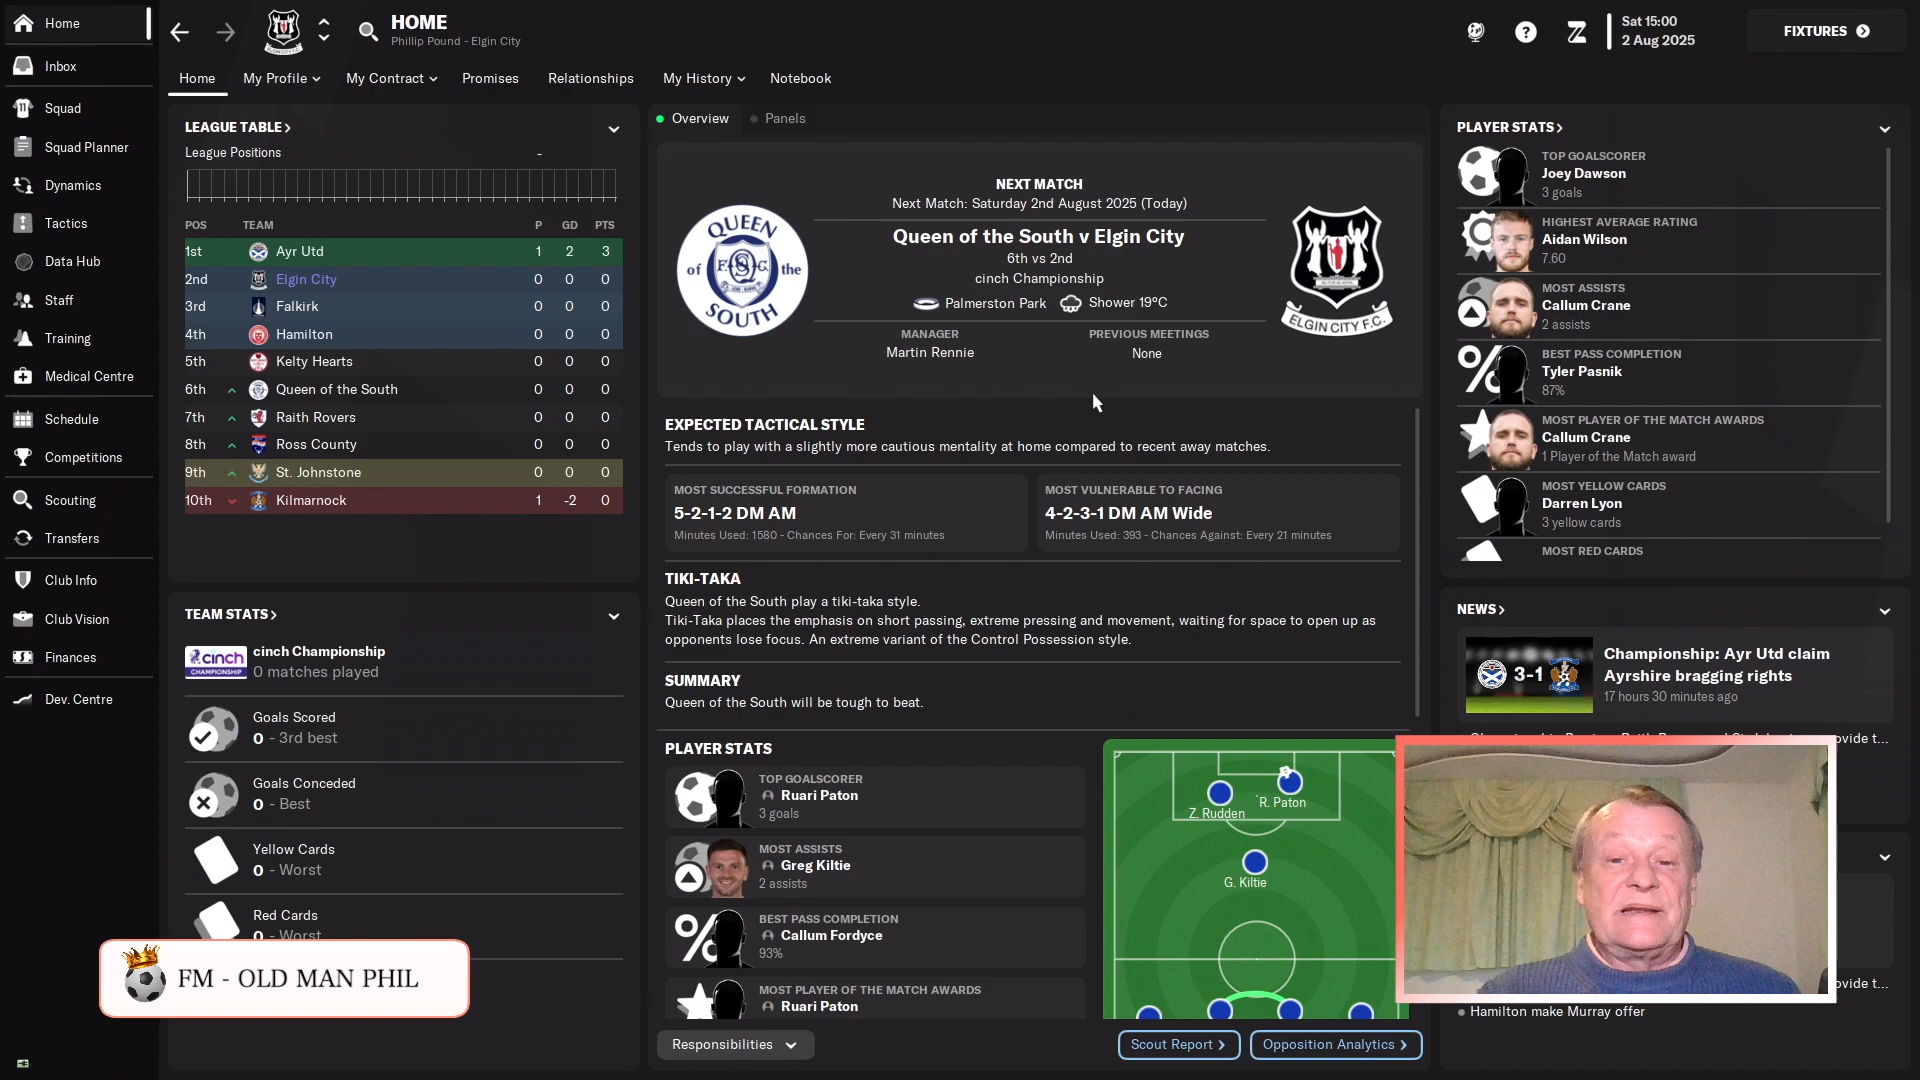 Home
Inbox
Squad
Squad Planner
Dynamics
Tactics
Data Hub
Staff
Training
Medical Centre
Schedule
Competitions
Scouting
Transfers
Club Info
Club Vision
Finances
Dev. Centre
HOME
Phillip Pound - Elgin City
Sat 15:00
2 Aug 2025
FIXTURES
Home My Profile My Contract Promises Relationships My History Notebook
LEAGUE TABLE
League Positions -
POS TEAM P GD PTS
1st Ayr Utd 1 2 3
2nd Elgin City 0 0 0
3rd Falkirk 0 0 0
4th Hamilton 0 0 0
5th Kelty Hearts 0 0 0
6th Queen of the South 0 0 0
7th Raith Rovers 0 0 0
8th Ross County 0 0 0
9th St. Johnstone 0 0 0
10th Kilmarnock 1 -2 0
TEAM STATS
cinch
CHAMPIONSHIP
cinch Championship
0 matches played
Goals Scored
0 - 3rd best
Goals Conceded
0 - Best
Yellow Cards
0 - Worst
Red Cards
0 - Worst
FM - OLD MAN PHIL
Overview Panels
NEXT MATCH
Next Match: Saturday 2nd August 2025 (Today)
QUEEN
of the
SOUTH
Queen of the South v Elgin City
6th vs 2nd
cinch Championship
Palmerston Park Shower 19°C
MANAGER
Martin Rennie
PREVIOUS MEETINGS
None
ELGIN CITY F.C.
EXPECTED TACTICAL STYLE
Tends to play with a slightly more cautious mentality at home compared to recent away matches.
MOST SUCCESSFUL FORMATION
5-2-1-2 DM AM
Minutes Used: 1580 - Chances For: Every 31 minutes
MOST VULNERABLE TO FACING
4-2-3-1 DM AM Wide
Minutes Used: 393 - Chances Against: Every 21 minutes
TIKI-TAKA
Queen of the South play a tiki-taka style.
Tiki-Taka places the emphasis on short passing, extreme pressing and movement, waiting for space to open up as
opponents lose focus. An extreme variant of the Control Possession style.
SUMMARY
Queen of the South will be tough to beat.
PLAYER STATS
TOP GOALSCORER
Ruari Paton
3 goals
MOST ASSISTS
Greg Kiltie
2 assists
BEST PASS COMPLETION
Callum Fordyce
93%
MOST PLAYER OF THE MATCH AWARDS
Ruari Paton
Z. Rudden
R. Paton
G. Kiltie
Responsibilities
Scout Report
Opposition Analytics
PLAYER STATS
TOP GOALSCORER
Joey Dawson
3 goals
HIGHEST AVERAGE RATING
Aidan Wilson
7.60
MOST ASSISTS
Callum Crane
2 assists
BEST PASS COMPLETION
Tyler Pasnik
87%
MOST PLAYER OF THE MATCH AWARDS
Callum Crane
1 Player of the Match award
MOST YELLOW CARDS
Darren Lyon
3 yellow cards
MOST RED CARDS
NEWS
3-1
Championship: Ayr Utd claim
Ayrshire bragging rights
17 hours 30 minutes ago
Hamilton make Murray offer